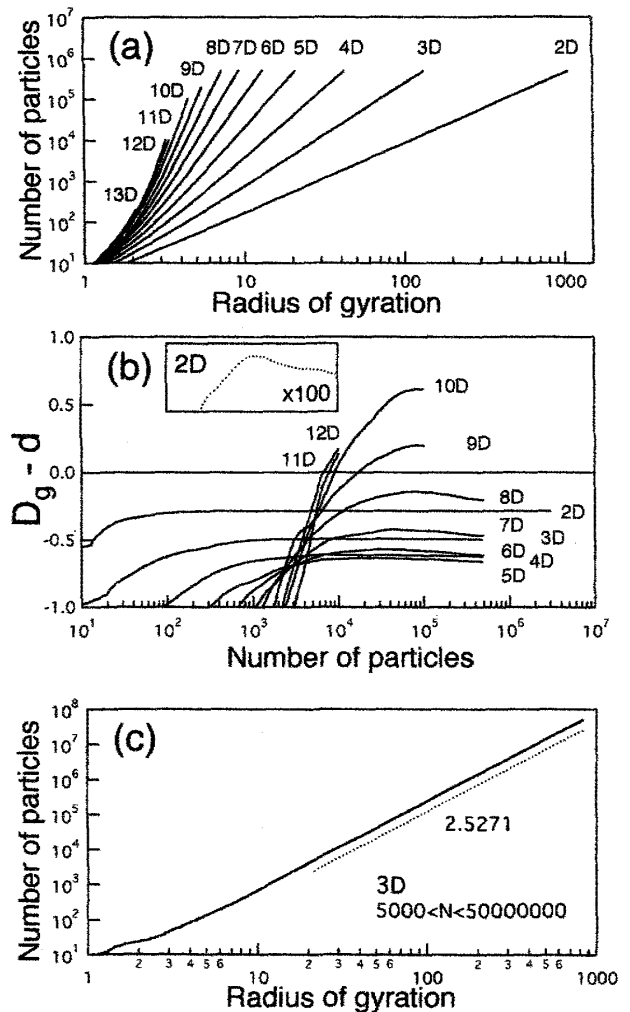 (a)
Number of particles
10^7
10^6
10^5
10^4
10^3
10^2
10^1
8D 7D 6D 5D 4D 3D 2D
9D
10D
11D
12D
13D
1 10 100 1000
Radius of gyration
(b)
D_g - d
1.0
0.5
0.0
-0.5
-1.0
2D
x100
12D
11D
10D
9D
8D
2D
7D
3D
6D
4D
5D
10^1 10^2 10^3 10^4 10^5 10^6 10^7
Number of particles
(c)
Number of particles
10^8
10^7
10^6
10^5
10^4
10^3
10^2
10^1
2.5271
3D
5000<N<50000000
1 2 3 4 5 6 10 2 3 4 5 6 100 2 3 4 5 6 1000
Radius of gyration